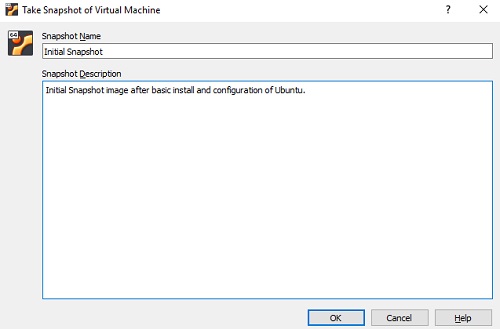 Take Snapshot of Virtual Machine
?
64
Snapshot Name
Initial Snapshot
Snapshot Description
Initial Snapshot image after basic install and configuration of Ubuntu.
OK Cancel Help